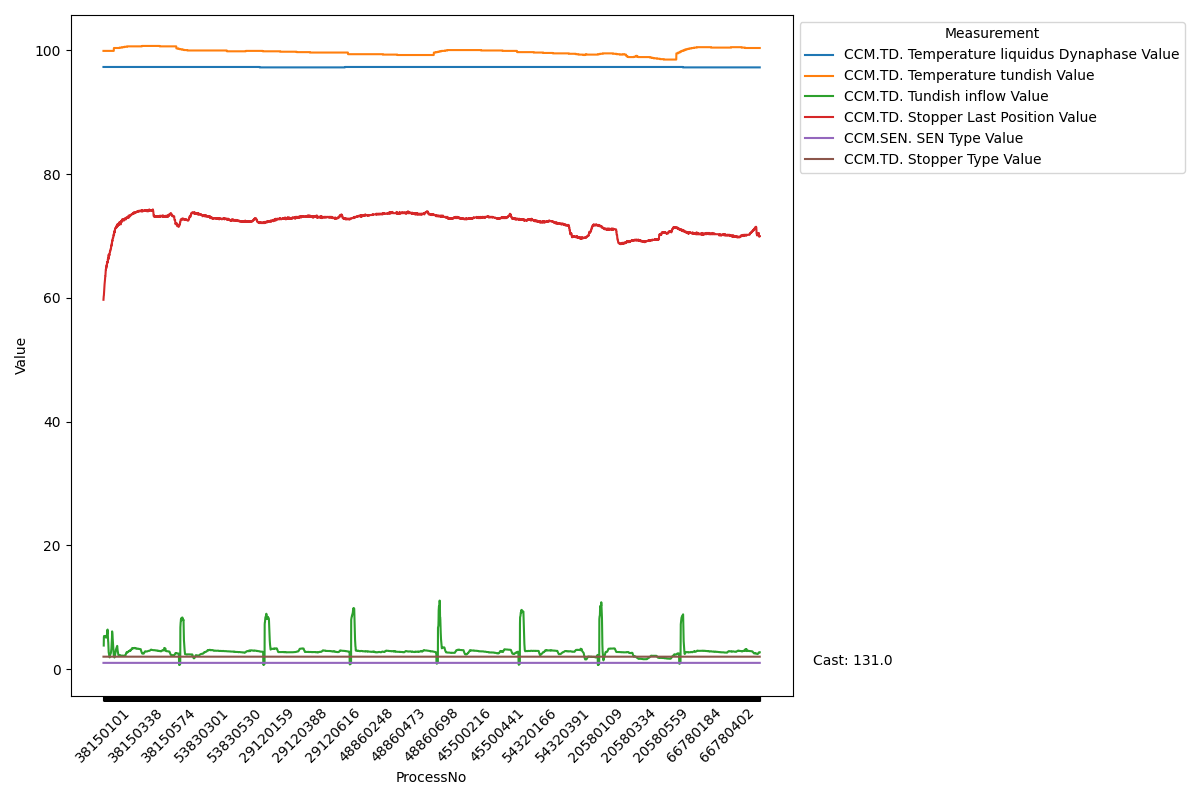 Measurement
CCM.TD. Temperature liquidus Dynaphase Value
CCM.TD. Temperature tundish Value
CCM.TD. Tundish inflow Value
CCM.TD. Stopper Last Position Value
CCM.SEN. SEN Type Value
CCM.TD. Stopper Type Value
100
80
60
40
20
0
Value
Cast: 131.0
38150101
38150338
38150574
53830301
53830530
29120159
29120388
29120616
48860248
48860473
48860698
45500216
45500441
54320166
54320391
20580109
20580334
20580559
66780184
66780402
ProcessNo